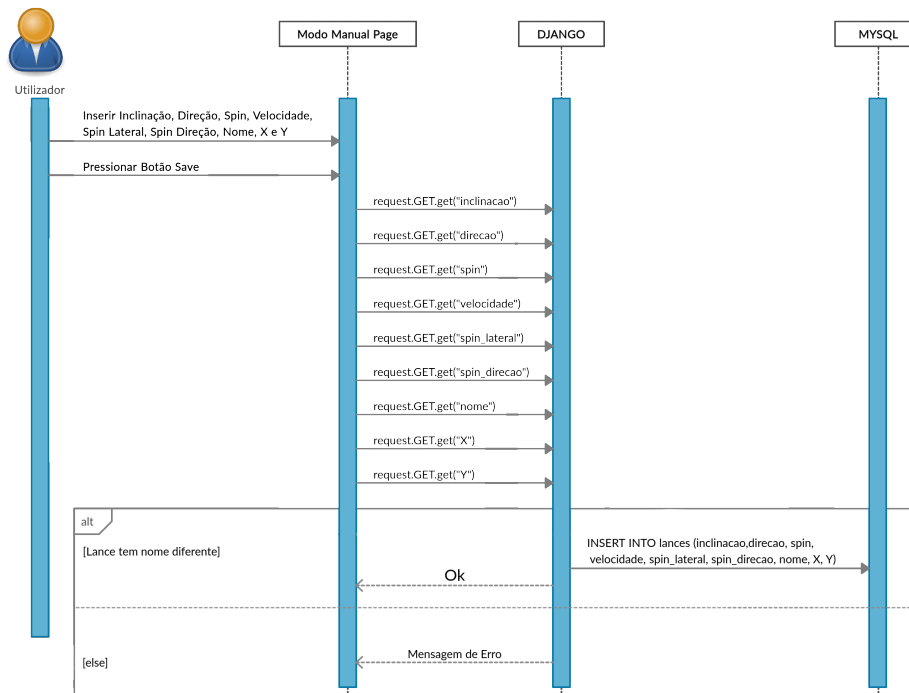 Modo Manual Page
DJANGO
MYSQL
Utilizador
Inserir Inclinação, Direção, Spin, Velocidade,
Spin Lateral, Spin Direção, Nome, X e Y
Pressionar Botão Save
request.GET.get("inclinacao")
request.GET.get("direcao")
request.GET.get("spin")
request.GET.get("velocidade")
request.GET.get("spin_lateral")
request.GET.get("spin_direcao")
request.GET.get("nome")
request.GET.get("X")
request.GET.get("Y")
alt
[Lance tem nome diferente]
INSERT INTO lances (inclinacao,direcao, spin,
velocidade, spin_lateral, spin_direcao, nome, X, Y)
Ok
[else]
Mensagem de Erro